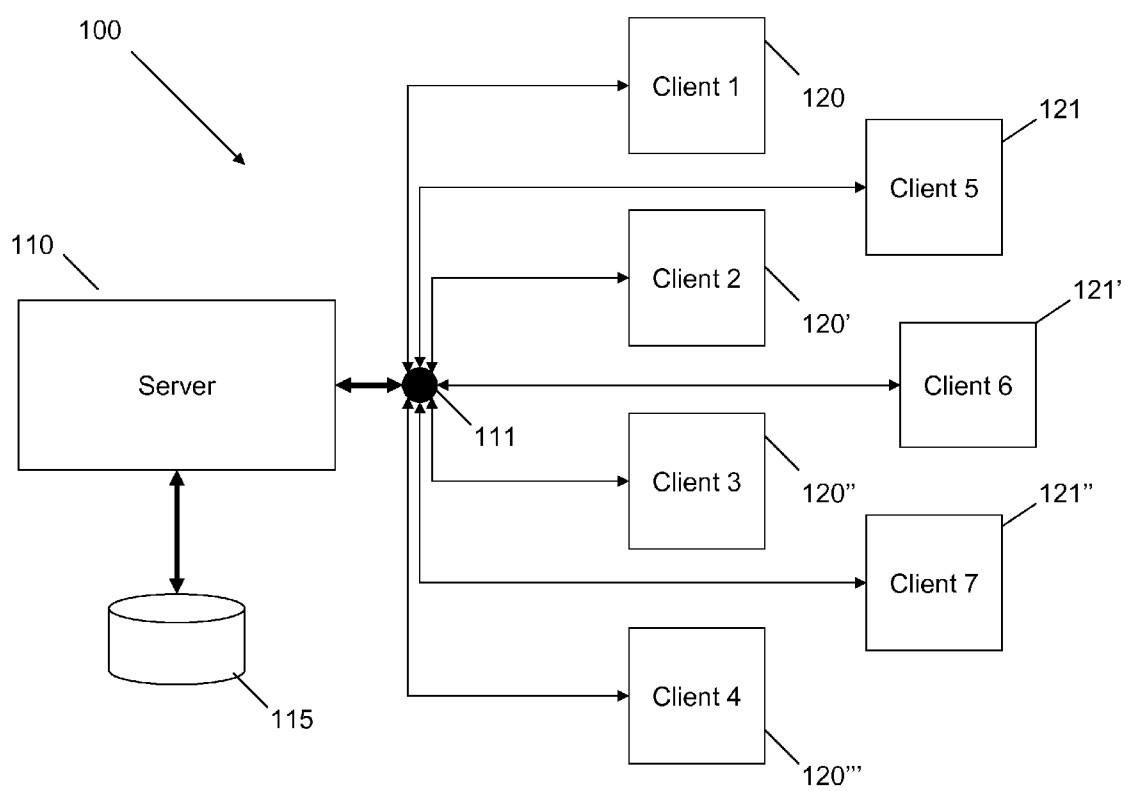 100
Client 1
120
121
Client 5
110
Client 2
120’
121’
Server
Client 6
111
Client 3
120”
121”
Client 7
115
Client 4
120”’